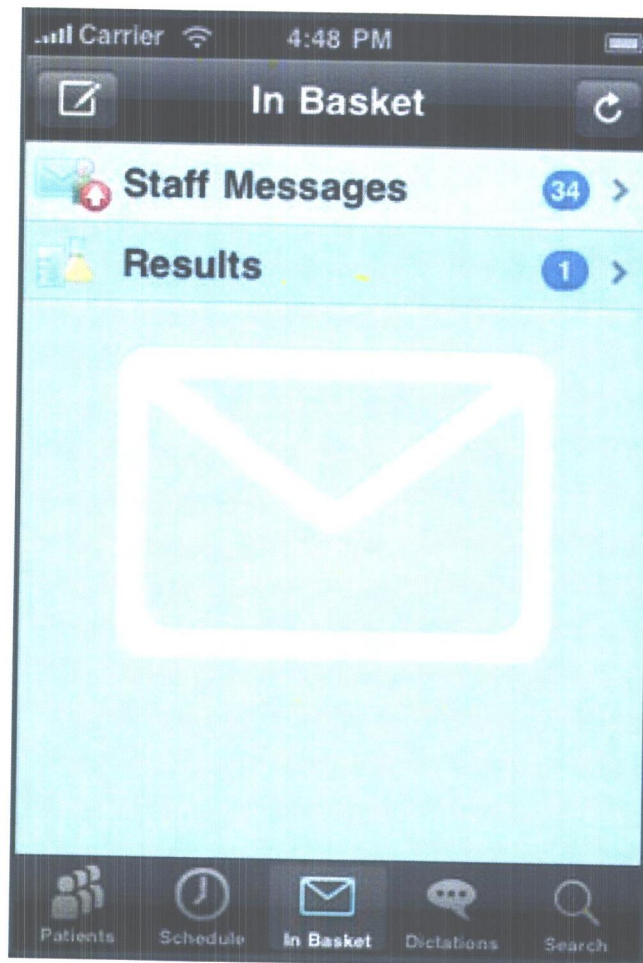 Carrier 4:48 PM
In Basket
Staff Messages 34
Results 1
Patients Schedule In Basket Dictations Search